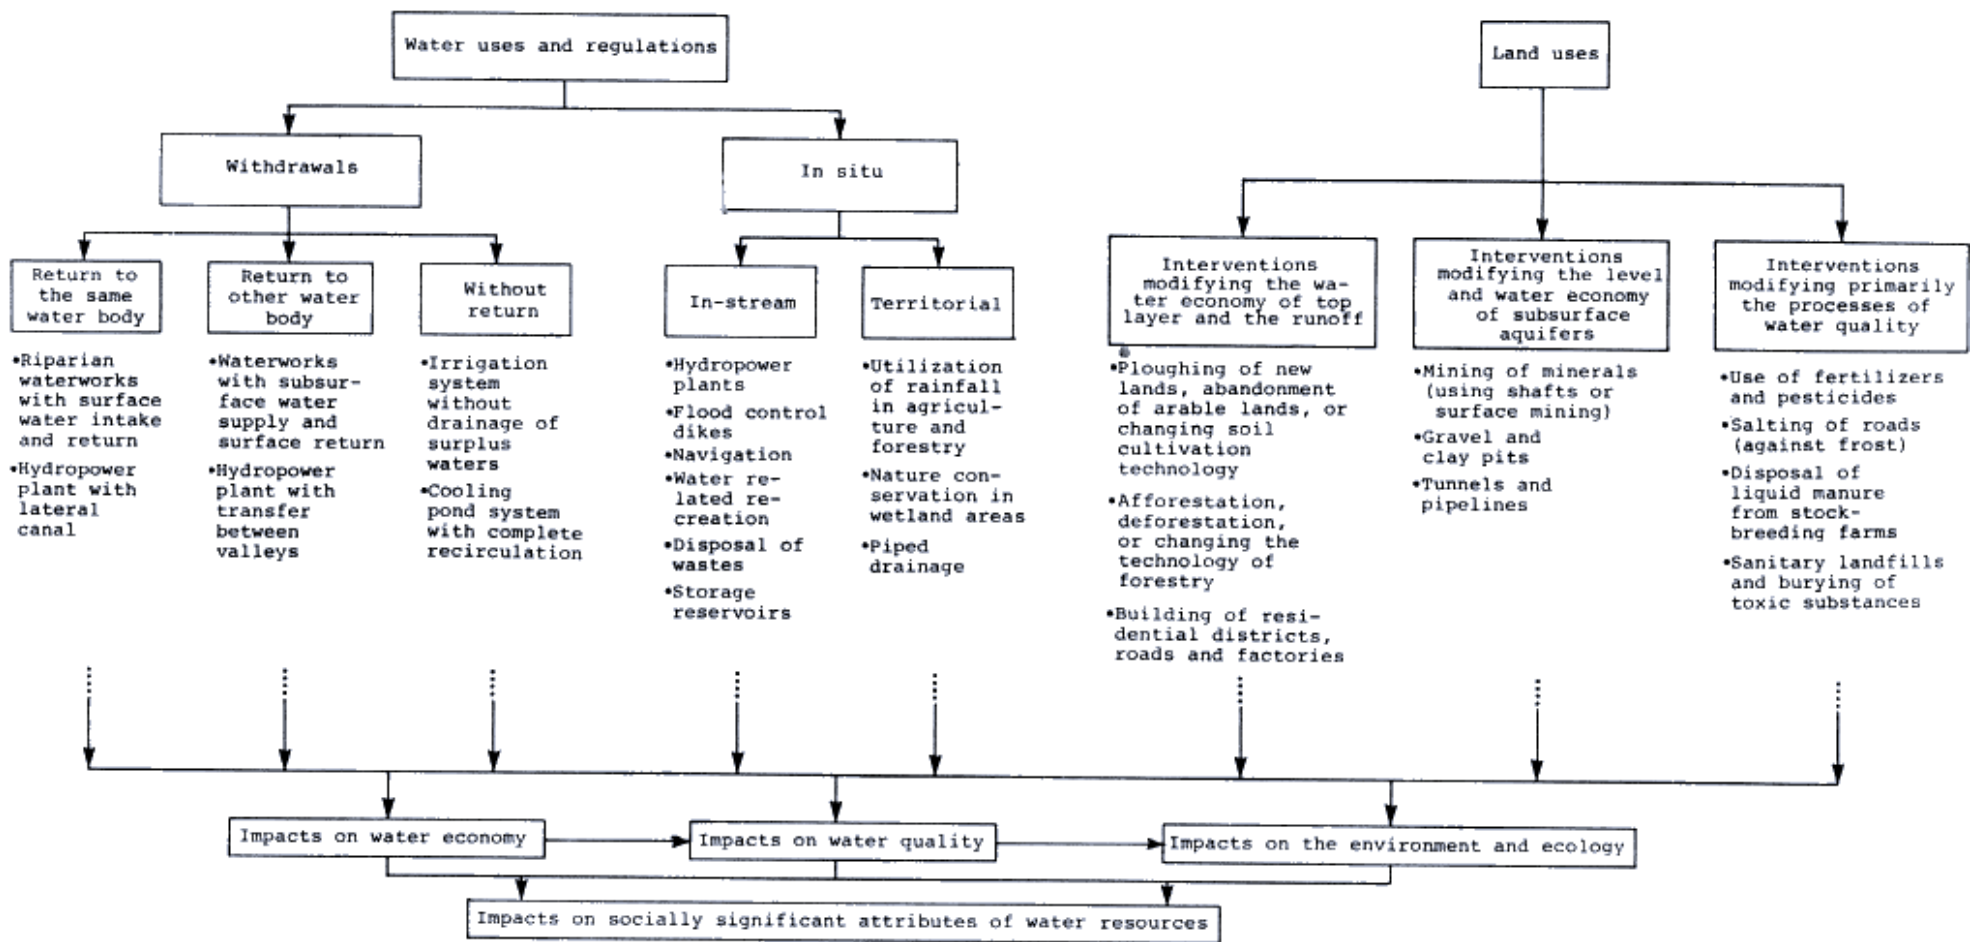 Water uses and regulations
Land uses
Withdrawals
In situ
Return to
the same
water body
Return to
other water
body
Without
return
In-stream
Territorial
Interventions
modifying the wa-
ter economy of top
layer and the runoff
Interventions
modifying the level
and water economy
of subsurface
aquifers
Interventions
modifying primarily
the processes of
water quality
•Riparian
waterworks
with surface
water intake
and return
•Hydropower
plant with
lateral
canal
•Waterworks
with subsur-
face water
supply and
surface return
•Hydropower
plant with
transfer
between
valleys
•Irrigation
system
without
drainage of
surplus
waters
•Cooling
pond system
with complete
recirculation
•Hydropower
plants
•Flood control
dikes
•Navigation
•Water re-
lated re-
creation
•Disposal of
wastes
•Storage
reservoirs
•Utilization
of rainfall
in agricul-
ture and
forestry
•Nature con-
servation in
wetland areas
•Piped
drainage
•Ploughing of new
lands, abandonment
of arable lands, or
changing soil
cultivation
technology
•Afforestation,
deforestation,
or changing the
technology of
forestry
•Building of resi-
dential districts,
roads and factories
•Mining of minerals
(using shafts or
surface mining)
•Gravel and
clay pits
•Tunnels and
pipelines
•Use of fertilizers
and pesticides
•Salting of roads
(against frost)
•Disposal of
liquid manure
from stock-
breeding farms
•Sanitary landfills
and burying of
toxic substances
Impacts on water economy
Impacts on water quality
Impacts on the environment and ecology
Impacts on socially significant attributes of water resources